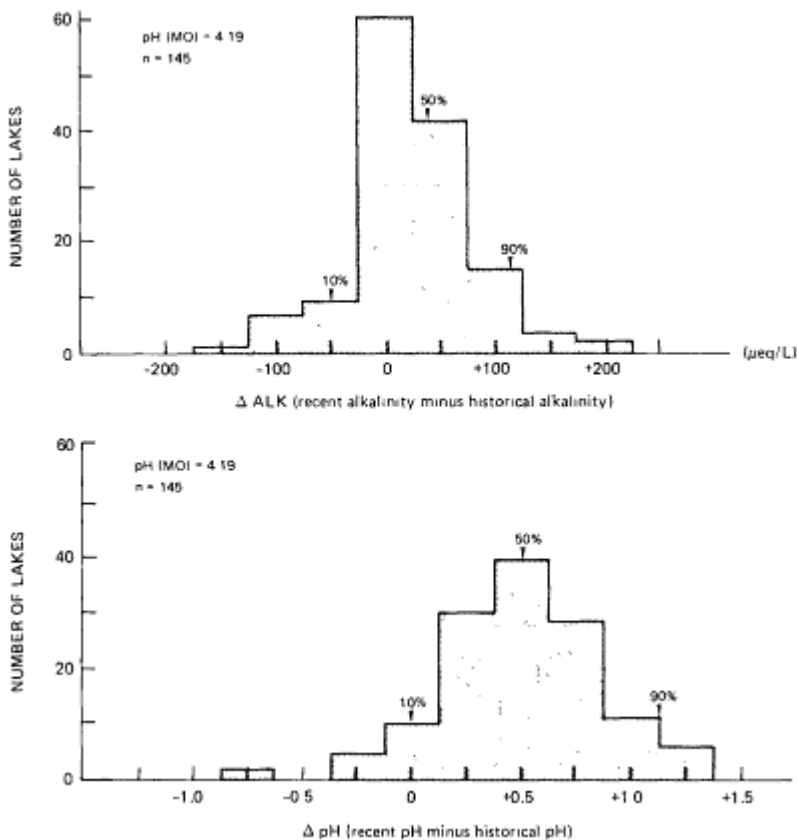 60
pH (MO) = 4 19
n = 145
50%
40
NUMBER OF LAKES
20
90%
10%
0
-200 -100 0 +100 +200 (μeq/L)
Δ ALK (recent alkalinity minus historical alkalinity)
60
pH (MO) = 4 19
n = 145
50%
40
NUMBER OF LAKES
20
10% 90%
0
-1.0 -0 5 0 +0.5 +1 0 +1.5
Δ pH (recent pH minus historical pH)